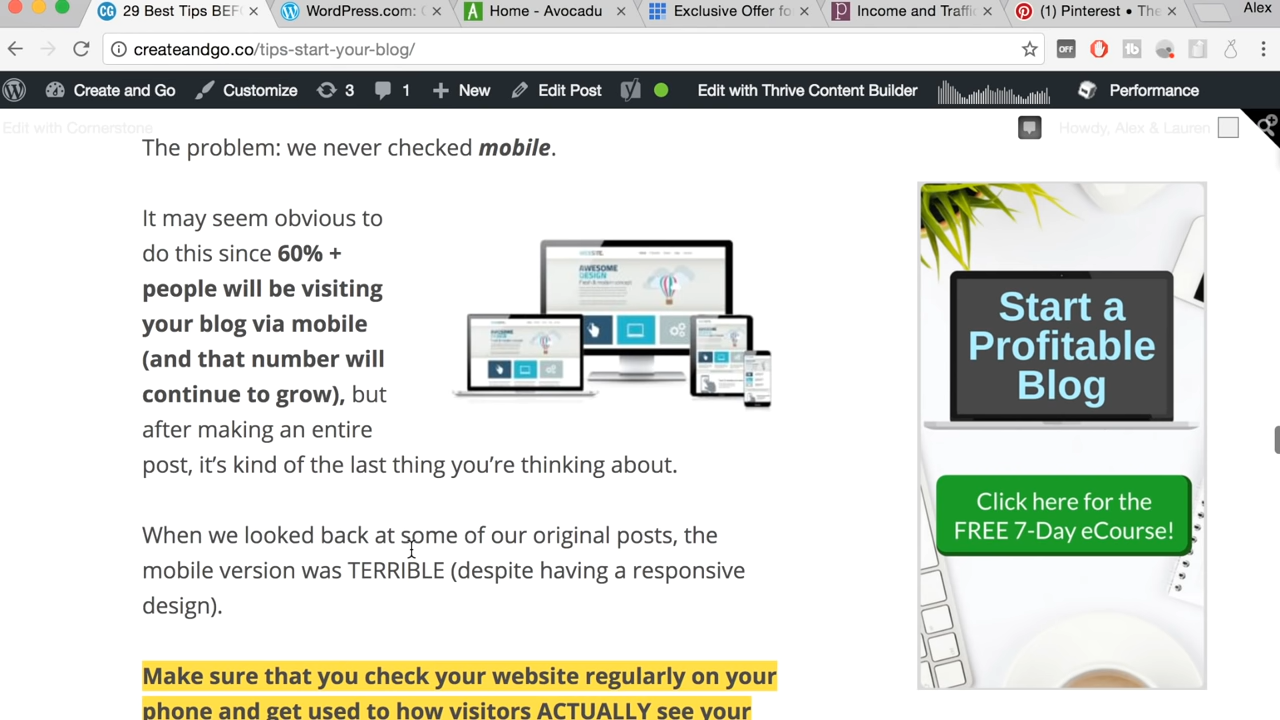 29 Best Tips BEF
WordPress.com:
Home - Avocadu
Exclusive Offer fo
Income and Traffi
(1) Pinterest • The
Alex
createandgo.co/tips-start-your-blog/
OFF
Create and Go
Customize
3
1
New
Edit Post
Edit with Thrive Content Builder
Performance
Edit with Cornerstone
Howdy, Alex & Lauren
The problem: we never checked mobile.
It may seem obvious to
do this since 60% +
people will be visiting
your blog via mobile
(and that number will
continue to grow), but
after making an entire
post, it's kind of the last thing you're thinking about.
AWESOME
DESIGN
When we looked back at some of our original posts, the
mobile version was TERRIBLE (despite having a responsive
design).
Make sure that you check your website regularly on your
phone and get used to how visitors ACTUALLY see your
Start a
Profitable
Blog
Click here for the
FREE 7-Day eCourse!